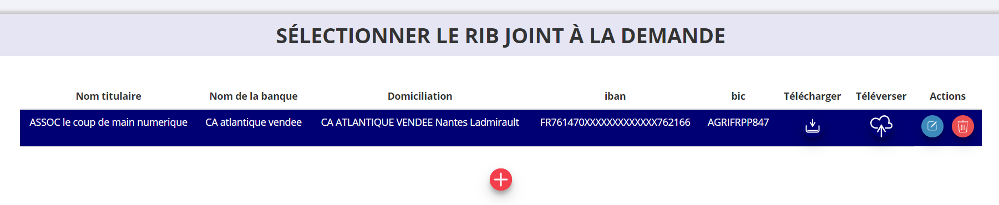 SÉLECTIONNER LE RIB JOINT À LA DEMANDE
Nom titulaire Nom de la banque Domiciliation iban bic Télécharger Téléverser Actions
ASSOC le coup de main numerique CA atlantique vendee CA ATLANTIQUE VENDEE Nantes Ladmirault FR761470XXXXXXXXXXXXX762166 AGRIFRPP847